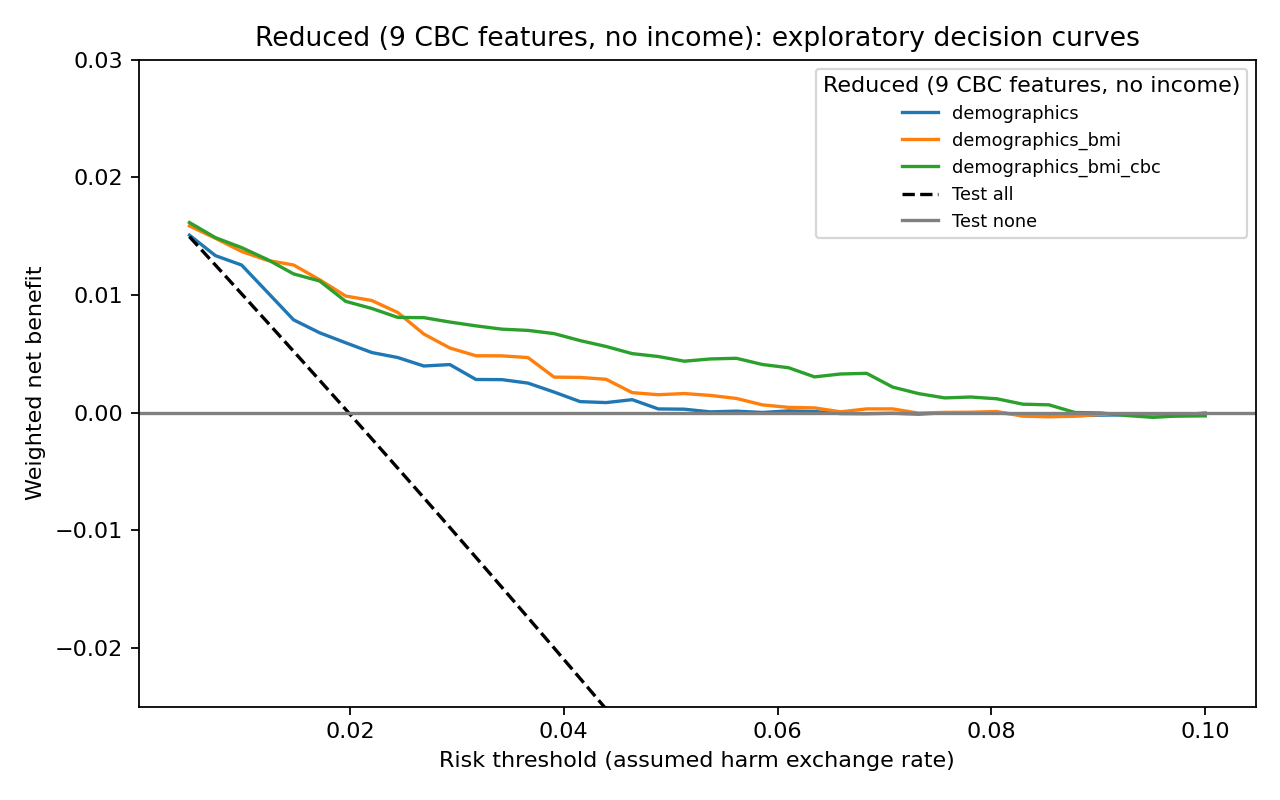 Reduced (9 CBC features, no income): exploratory decision curves
Reduced (9 CBC features, no income)
demographics
demographics_bmi
demographics_bmi_cbc
Test all
Test none
Weighted net benefit
0.03
0.02
0.01
0.00
−0.01
−0.02
0.02 0.04 0.06 0.08 0.10
Risk threshold (assumed harm exchange rate)